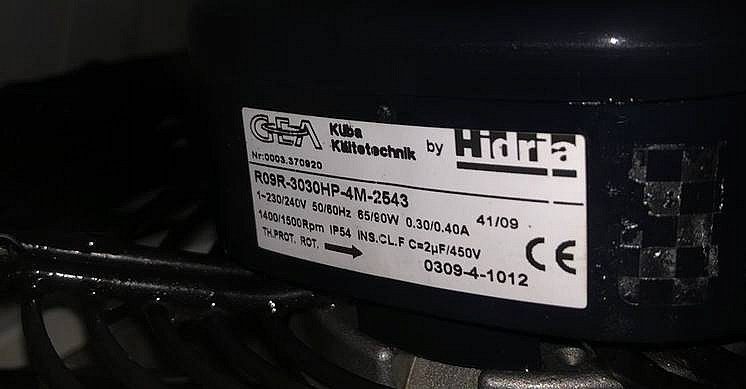 GEA Küba Kältetechnik by Hidria
Nr:0003.370920
R09R-3030HP-4M-2543
1~230/240V 50/60Hz 65/90W 0.30/0.40A 41/09
1400/1500Rpm IP54 INS.CL.F C=2µF/450V CE
TH.PROT. ROT. → 0309-4-1012